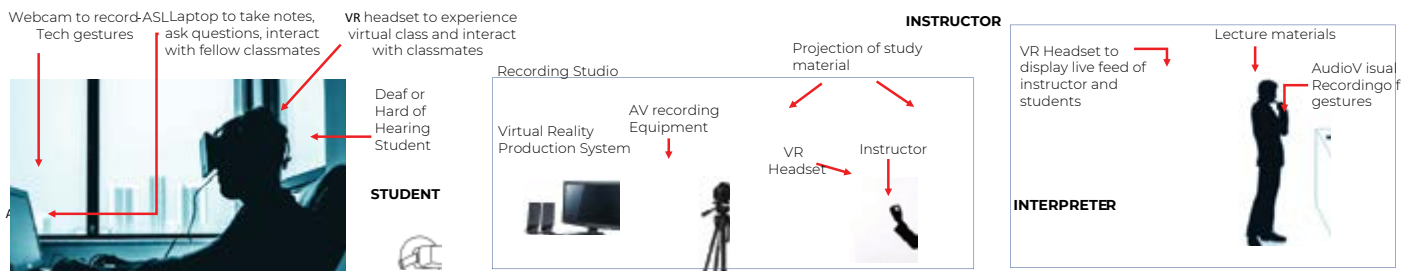 Webcam to record-ASL
Tech gestures
Laptop to take notes,
ask questions, interact
with fellow classmates
VR headset to experience
virtual class and interact
with classmates
Deaf or
Hard of
Hearing
Student
STUDENT
INSTRUCTOR
Recording Studio
Projection of study
material
AV recording
Equipment
Virtual Reality
Production System
VR
Headset
Instructor
VR Headset to
display live feed of
instructor and
students
Lecture materials
AudioV isual
Recordingo f
gestures
INTERPRETER